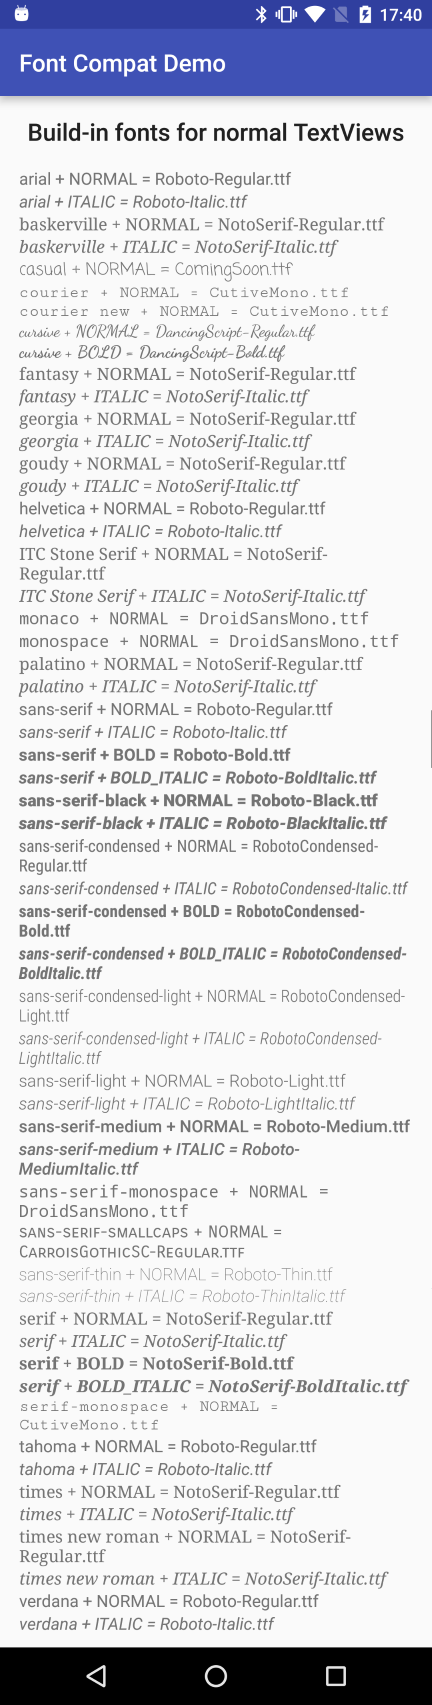 17:40
Font Compat Demo
Build-in fonts for normal TextViews
arial + NORMAL = Roboto-Regular.ttf
arial + ITALIC = Roboto-Italic.ttf
baskerville + NORMAL = NotoSerif-Regular.ttf
baskerville + ITALIC = NotoSerif-Italic.ttf
casual + NORMAL = ComingSoon.ttf
courier + NORMAL = CutiveMono.ttf
courier new + NORMAL = CutiveMono.ttf
cursive + NORMAL = DancingScript-Regular.ttf
cursive + BOLD = DancingScript-Bold.ttf
fantasy + NORMAL = NotoSerif-Regular.ttf
fantasy + ITALIC = NotoSerif-Italic.ttf
georgia + NORMAL = NotoSerif-Regular.ttf
georgia + ITALIC = NotoSerif-Italic.ttf
goudy + NORMAL = NotoSerif-Regular.ttf
goudy + ITALIC = NotoSerif-Italic.ttf
helvetica + NORMAL = Roboto-Regular.ttf
helvetica + ITALIC = Roboto-Italic.ttf
ITC Stone Serif + NORMAL = NotoSerif-
Regular.ttf
ITC Stone Serif + ITALIC = NotoSerif-Italic.ttf
monaco + NORMAL = DroidSansMono.ttf
monospace + NORMAL = DroidSansMono.ttf
palatino + NORMAL = NotoSerif-Regular.ttf
palatino + ITALIC = NotoSerif-Italic.ttf
sans-serif + NORMAL = Roboto-Regular.ttf
sans-serif + ITALIC = Roboto-Italic.ttf
sans-serif + BOLD = Roboto-Bold.ttf
sans-serif + BOLD_ITALIC = Roboto-BoldItalic.ttf
sans-serif-black + NORMAL = Roboto-Black.ttf
sans-serif-black + ITALIC = Roboto-BlackItalic.ttf
sans-serif-condensed + NORMAL = RobotoCondensed-
Regular.ttf
sans-serif-condensed + ITALIC = RobotoCondensed-Italic.ttf
sans-serif-condensed + BOLD = RobotoCondensed-
Bold.ttf
sans-serif-condensed + BOLD_ITALIC = RobotoCondensed-
BoldItalic.ttf
sans-serif-condensed-light + NORMAL = RobotoCondensed-
Light.ttf
sans-serif-condensed-light + ITALIC = RobotoCondensed-
LightItalic.ttf
sans-serif-light + NORMAL = Roboto-Light.ttf
sans-serif-light + ITALIC = Roboto-LightItalic.ttf
sans-serif-medium + NORMAL = Roboto-Medium.ttf
sans-serif-medium + ITALIC = Roboto-
MediumItalic.ttf
sans-serif-monospace + NORMAL =
DroidSansMono.ttf
sans-serif-smallcaps + NORMAL =
CarroisGothicSC-Regular.ttf
sans-serif-thin + NORMAL = Roboto-Thin.ttf
sans-serif-thin + ITALIC = Roboto-ThinItalic.ttf
serif + NORMAL = NotoSerif-Regular.ttf
serif + ITALIC = NotoSerif-Italic.ttf
serif + BOLD = NotoSerif-Bold.ttf
serif + BOLD_ITALIC = NotoSerif-BoldItalic.ttf
serif-monospace + NORMAL =
CutiveMono.ttf
tahoma + NORMAL = Roboto-Regular.ttf
tahoma + ITALIC = Roboto-Italic.ttf
times + NORMAL = NotoSerif-Regular.ttf
times + ITALIC = NotoSerif-Italic.ttf
times new roman + NORMAL = NotoSerif-
Regular.ttf
times new roman + ITALIC = NotoSerif-Italic.ttf
verdana + NORMAL = Roboto-Regular.ttf
verdana + ITALIC = Roboto-Italic.ttf